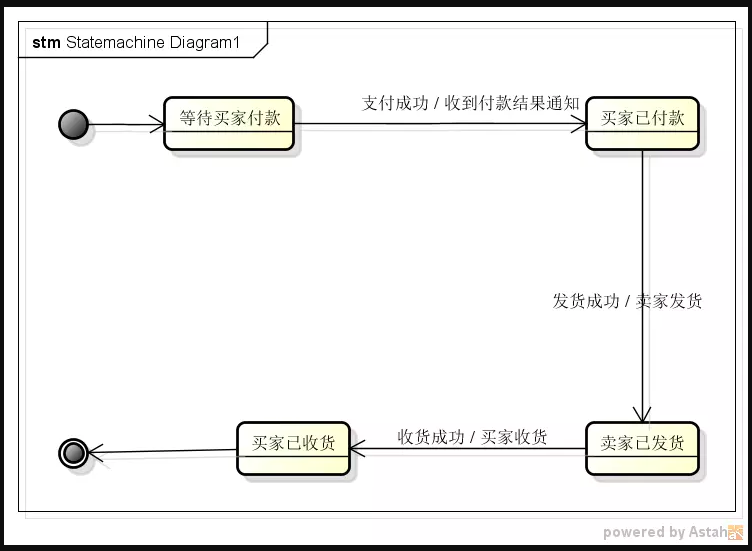 stm Statemachine Diagram1
支付成功 / 收到付款结果通知
等待买家付款
买家已付款
发货成功 / 卖家发货
收货成功 / 买家收货
买家已收货
卖家已发货
powered by Astah